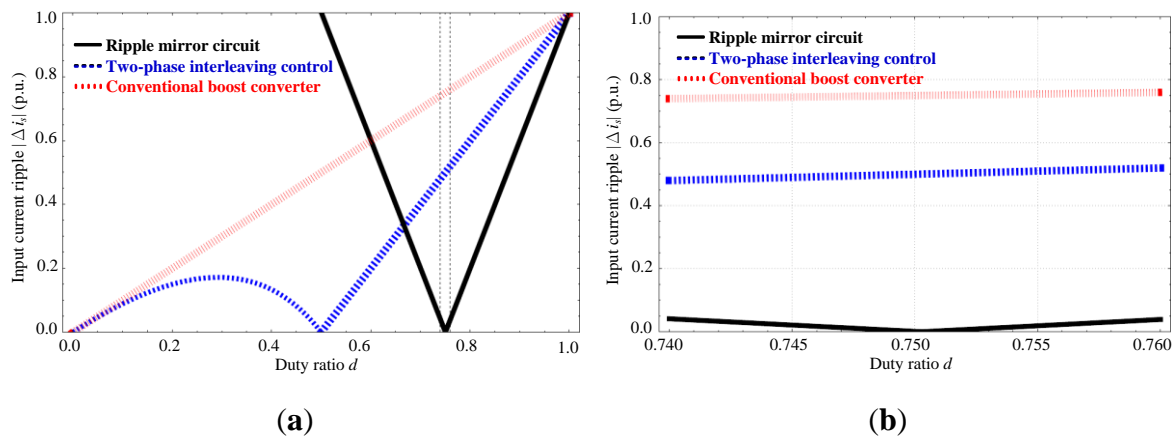 Input current ripple |Δ iₛ| (p.u.)
1.0
0.8
0.6
0.4
0.2
0.0
Ripple mirror circuit
Two-phase interleaving control
Conventional boost converter
0.0 0.2 0.4 0.6 0.8 1.0
Duty ratio d
(a)
Input current ripple |Δ iₛ| (p.u.)
1.0
0.8
0.6
0.4
0.2
0.0
Ripple mirror circuit
Two-phase interleaving control
Conventional boost converter
0.740 0.745 0.750 0.755 0.760
Duty ratio d
(b)